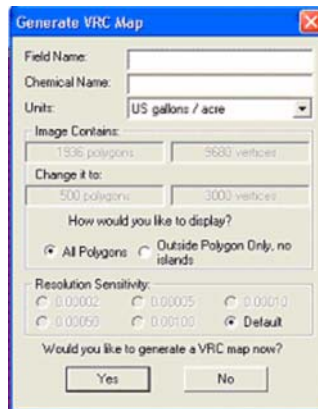 Generate VRC Map
Field Name:
Chemical Name:
Units: US gallons / acre
Image Contains:
1936 polygons 9680 vertices
Change it to:
500 polygons 3000 vertices
How would you like to display?
All Polygons Outside Polygon Only, no
islands
Resolution Sensitivity:
0.00002 0.00005 0.00010
0.00050 0.00100 Default
Would you like to generate a VRC map now?
Yes No